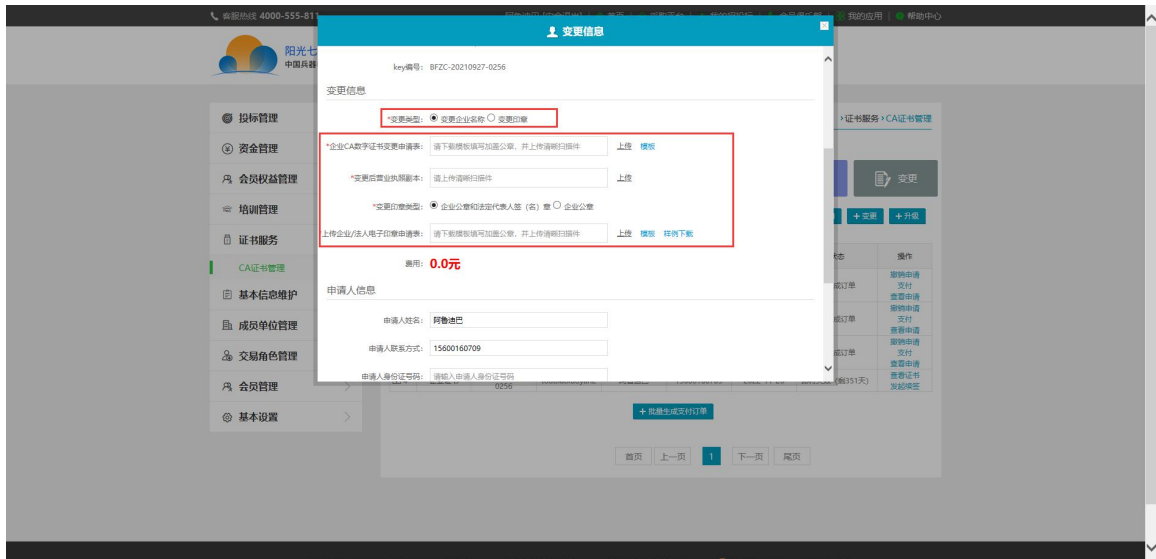 客服热线 4000-555-811
我的应用 | 帮助中心
变更信息
阳光七
中国兵器
key编号： BFZC-20210927-0256
变更信息
*变更类型： 变更企业名称 变更印章
*企业CA数字证书变更申请表： 请下载模板填写加盖公章，并上传清晰扫描件 上传 模板
*变更后营业执照副本： 请上传清晰扫描件 上传
*变更印章类型： 企业公章和法定代表人签（名）章 企业公章
上传企业/法人电子印章申请表： 请下载模板填写加盖公章，并上传清晰扫描件 上传 模板 样例下载
费用： 0.0元
申请人信息
申请人姓名： 阿鲁迪巴
申请人联系方式： 15600160709
申请人身份证号码： 请输入申请人身份证号码
投标管理
资金管理
会员权益管理
培训管理
证书服务
CA证书管理
基本信息维护
成员单位管理
交易角色管理
会员管理
基本设置
›证书服务›CA证书管理
变更
+变更 +升级
操作
撤销申请
支付
查看申请
撤销申请
支付
查看申请
撤销申请
支付
查看申请
0256
(剩351天)
查看证书
发起续签
+批量生成支付订单
首页 上一页 1 下一页 尾页